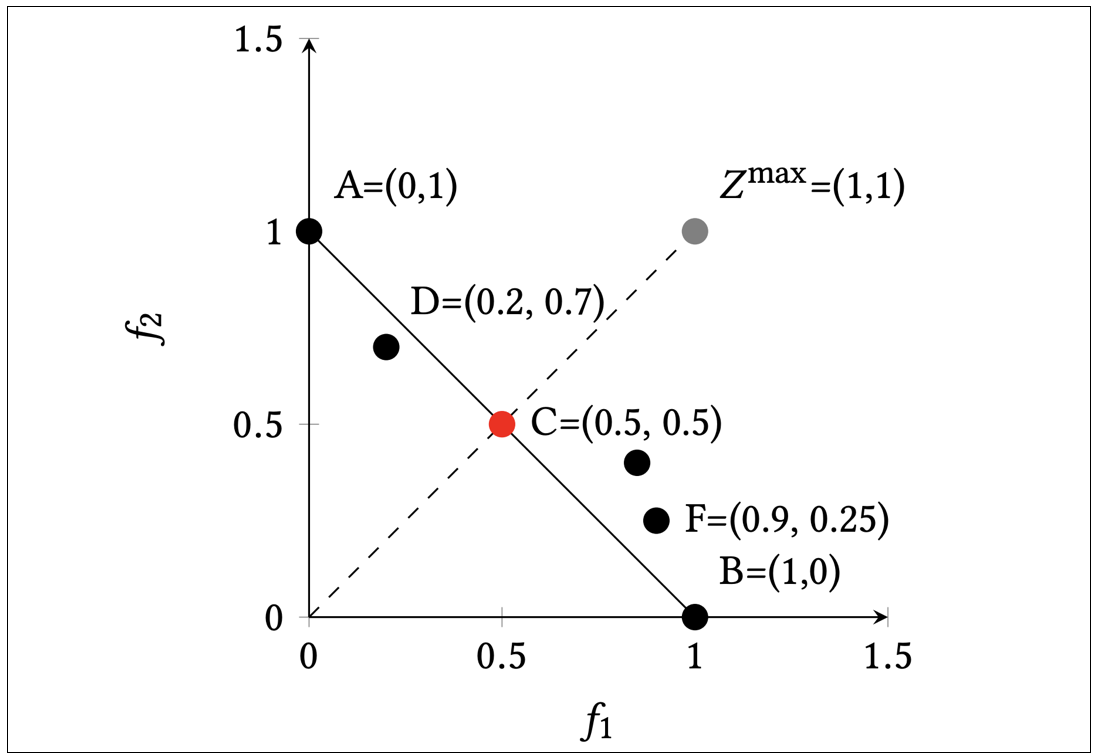 1.5
A=(0,1)
Zᵐᵃˣ=(1,1)
1
D=(0.2, 0.7)
f₂
0.5
C=(0.5, 0.5)
F=(0.9, 0.25)
B=(1,0)
0
0 0.5 1 1.5
f₁